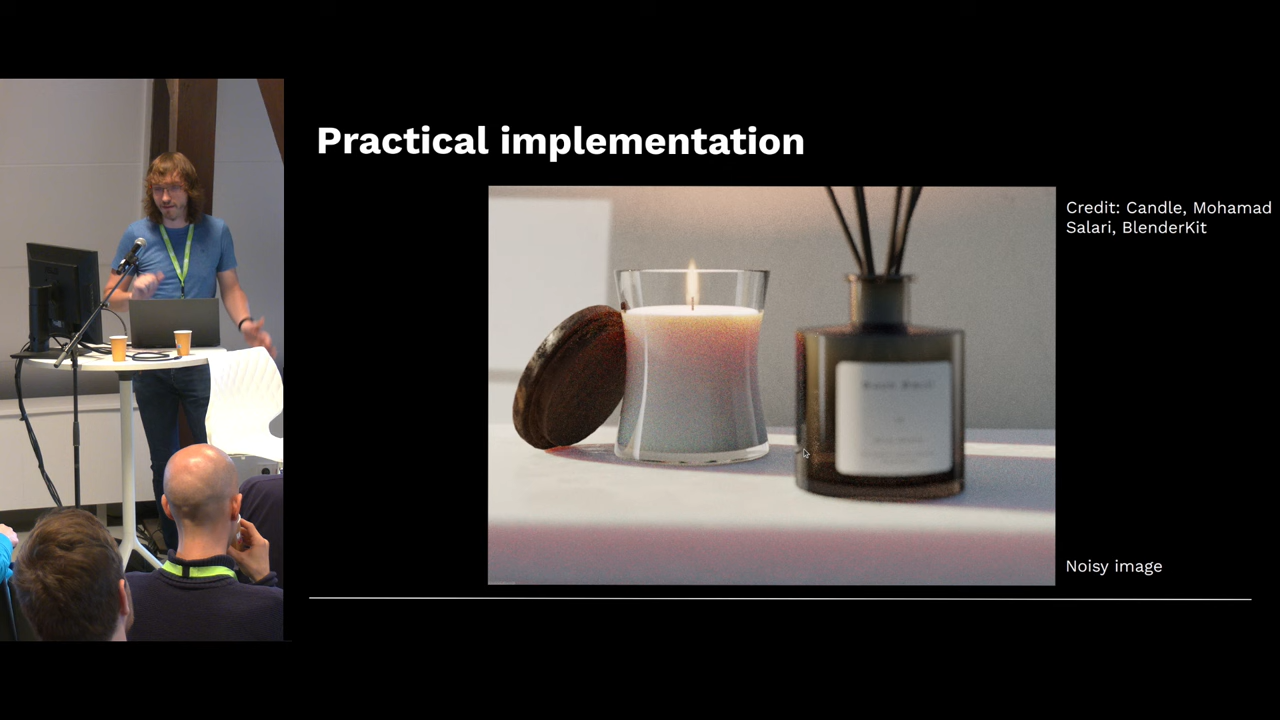 Practical implementation
Credit: Candle, Mohamad
Salari, BlenderKit
Noisy image